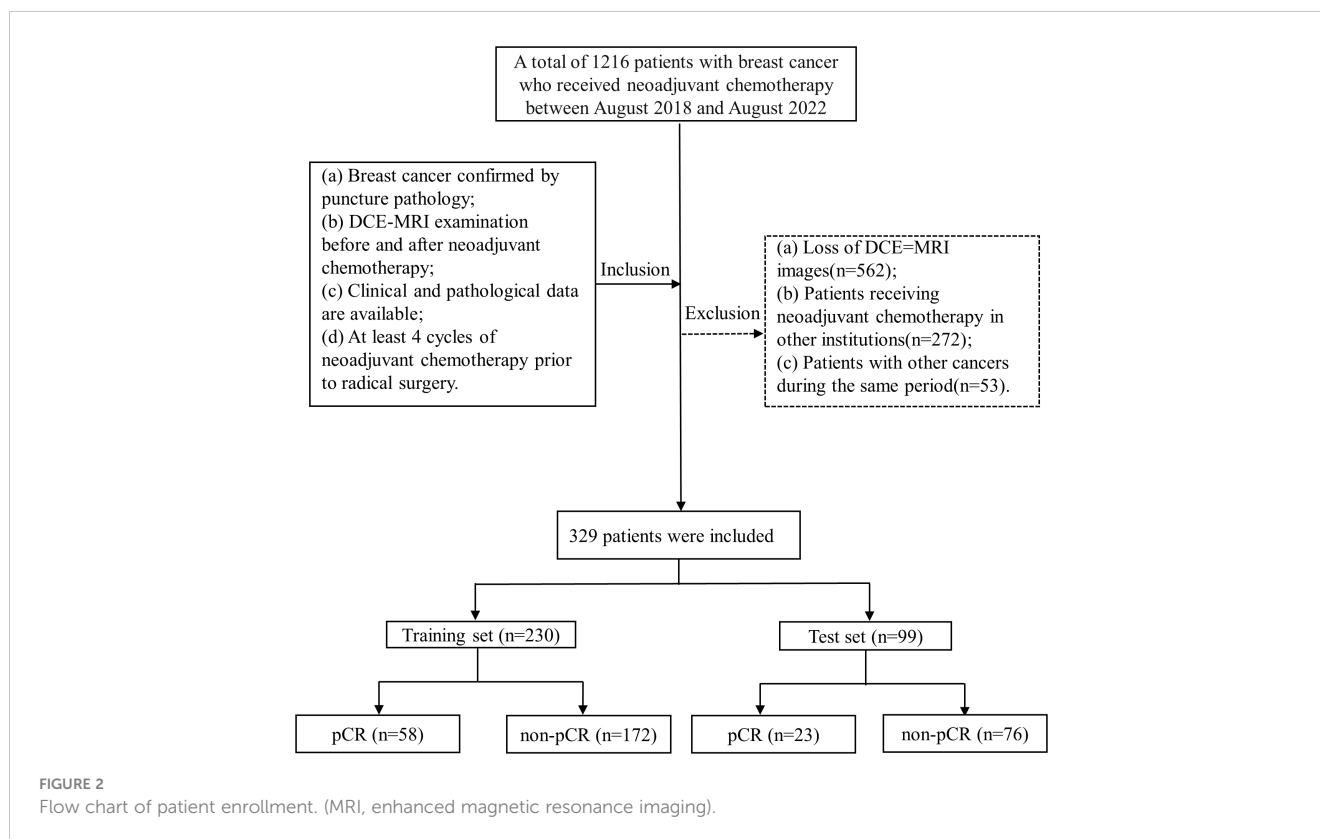 A total of 1216 patients with breast cancer
who received neoadjuvant chemotherapy
between August 2018 and August 2022
(a) Breast cancer confirmed by
puncture pathology;
(b) DCE-MRI examination
before and after neoadjuvant
chemotherapy;
(c) Clinical and pathological data
are available;
(d) At least 4 cycles of
neoadjuvant chemotherapy prior
to radical surgery.
Inclusion
Exclusion
(a) Loss of DCE=MRI
images(n=562);
(b) Patients receiving
neoadjuvant chemotherapy in
other institutions(n=272);
(c) Patients with other cancers
during the same period(n=53).
329 patients were included
Training set (n=230)
Test set (n=99)
pCR (n=58)
non-pCR (n=172)
pCR (n=23)
non-pCR (n=76)
FIGURE 2
Flow chart of patient enrollment. (MRI, enhanced magnetic resonance imaging).